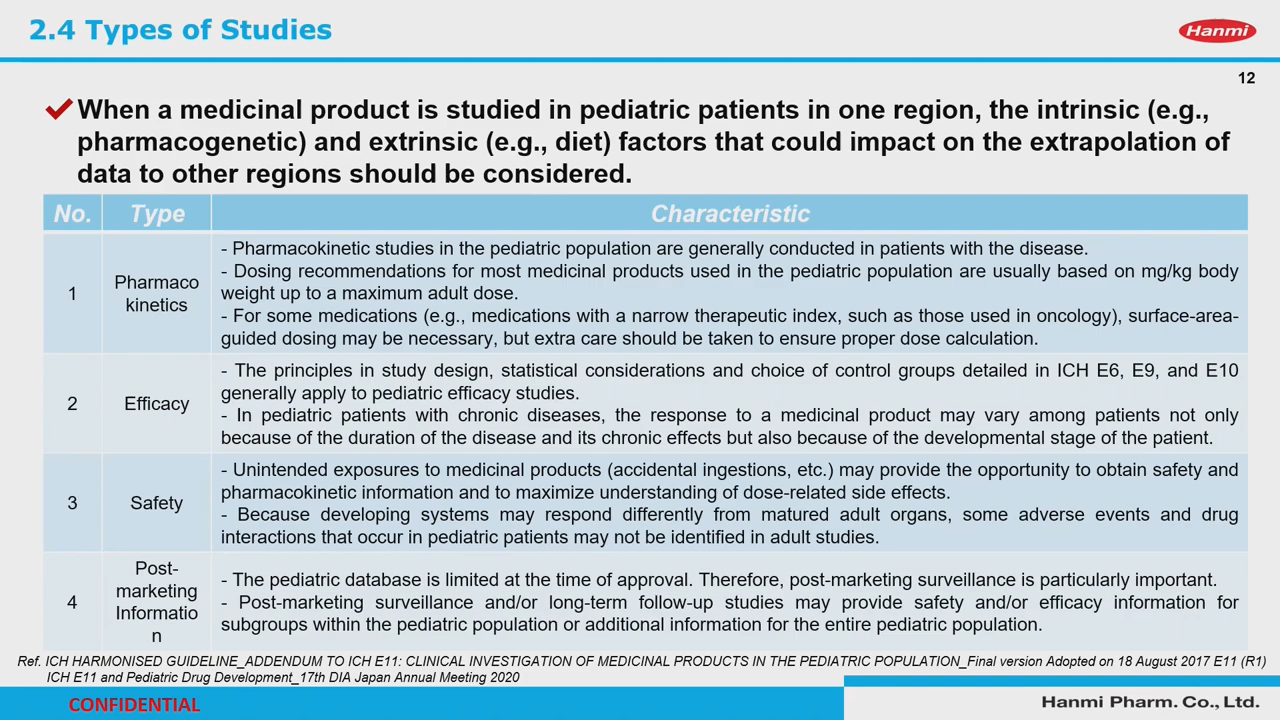 2.4 Types of Studies
Hanmi
12
When a medicinal product is studied in pediatric patients in one region, the intrinsic (e.g.,
pharmacogenetic) and extrinsic (e.g., diet) factors that could impact on the extrapolation of
data to other regions should be considered.
No. Type Characteristic
1
Pharmaco
kinetics
- Pharmacokinetic studies in the pediatric population are generally conducted in patients with the disease.
- Dosing recommendations for most medicinal products used in the pediatric population are usually based on mg/kg body
weight up to a maximum adult dose.
- For some medications (e.g., medications with a narrow therapeutic index, such as those used in oncology), surface-area-
guided dosing may be necessary, but extra care should be taken to ensure proper dose calculation.
2
Efficacy
- The principles in study design, statistical considerations and choice of control groups detailed in ICH E6, E9, and E10
generally apply to pediatric efficacy studies.
- In pediatric patients with chronic diseases, the response to a medicinal product may vary among patients not only
because of the duration of the disease and its chronic effects but also because of the developmental stage of the patient.
3
Safety
- Unintended exposures to medicinal products (accidental ingestions, etc.) may provide the opportunity to obtain safety and
pharmacokinetic information and to maximize understanding of dose-related side effects.
- Because developing systems may respond differently from matured adult organs, some adverse events and drug
interactions that occur in pediatric patients may not be identified in adult studies.
4
Post-
marketing
Informatio
n
- The pediatric database is limited at the time of approval. Therefore, post-marketing surveillance is particularly important.
- Post-marketing surveillance and/or long-term follow-up studies may provide safety and/or efficacy information for
subgroups within the pediatric population or additional information for the entire pediatric population.
Ref. ICH HARMONISED GUIDELINE_ADDENDUM TO ICH E11: CLINICAL INVESTIGATION OF MEDICINAL PRODUCTS IN THE PEDIATRIC POPULATION_Final version Adopted on 18 August 2017 E11 (R1)
ICH E11 and Pediatric Drug Development_17th DIA Japan Annual Meeting 2020
CONFIDENTIAL
Hanmi Pharm. Co., Ltd.